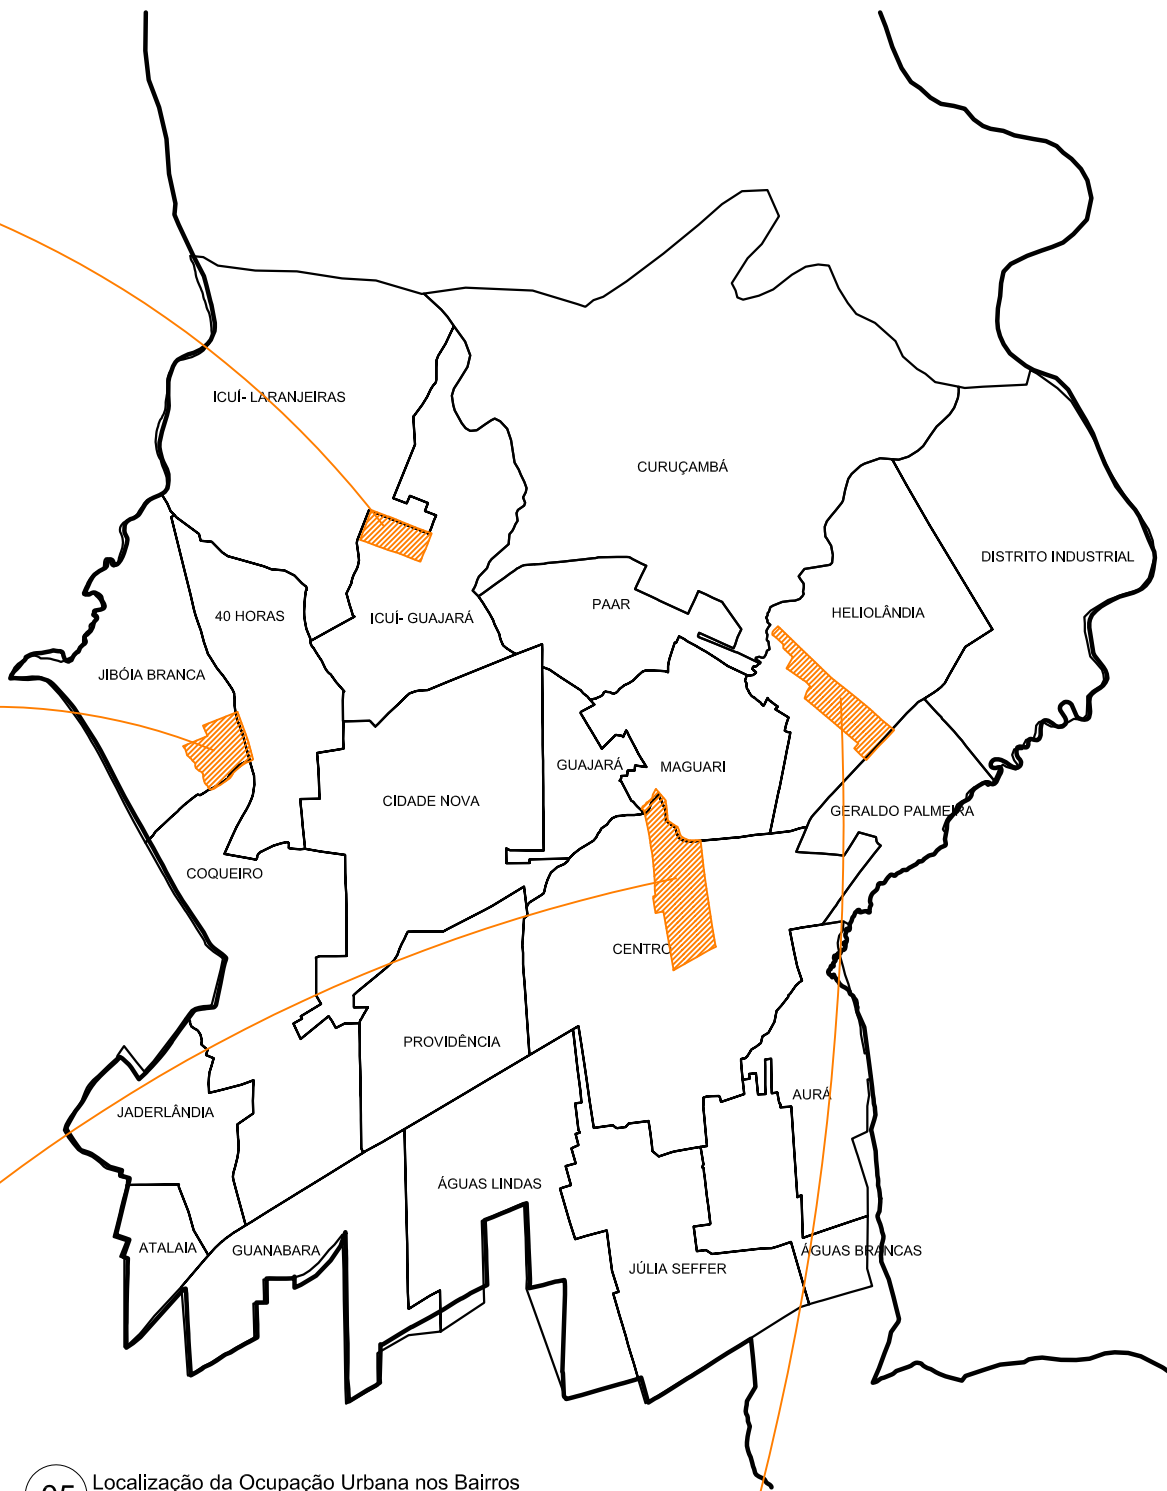 ICUÍ- LARANJEIRAS
CURUÇAMBÁ
DISTRITO INDUSTRIAL
PAAR
HELIOLÂNDIA
40 HORAS
ICUÍ- GUAJARÁ
JIBÓIA BRANCA
GUAJARÁ
MAGUARI
CIDADE NOVA
GERALDO PALMEIRA
COQUEIRO
CENTRO
PROVIDÊNCIA
AURÁ
JADERLÂNDIA
ÁGUAS LINDAS
ATALAIA
GUANABARA
ÁGUAS BRANCAS
JÚLIA SEFFER
05 Localização da Ocupação Urbana nos Bairros